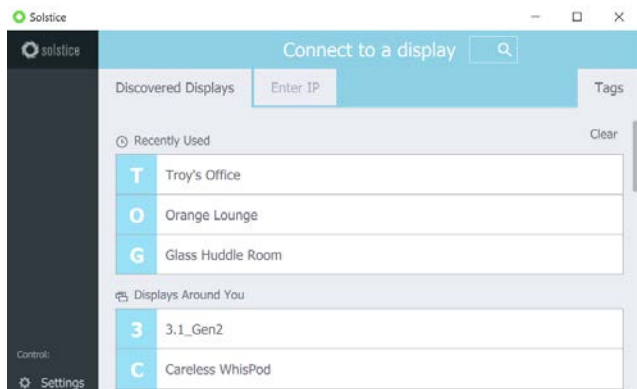 Solstice
solstice
Connect to a display
Discovered Displays
Enter IP
Tags
Recently Used
Clear
T
Troy's Office
O
Orange Lounge
G
Glass Huddle Room
Displays Around You
3
3.1_Gen2
C
Careless WhisPod
Control:
Settings